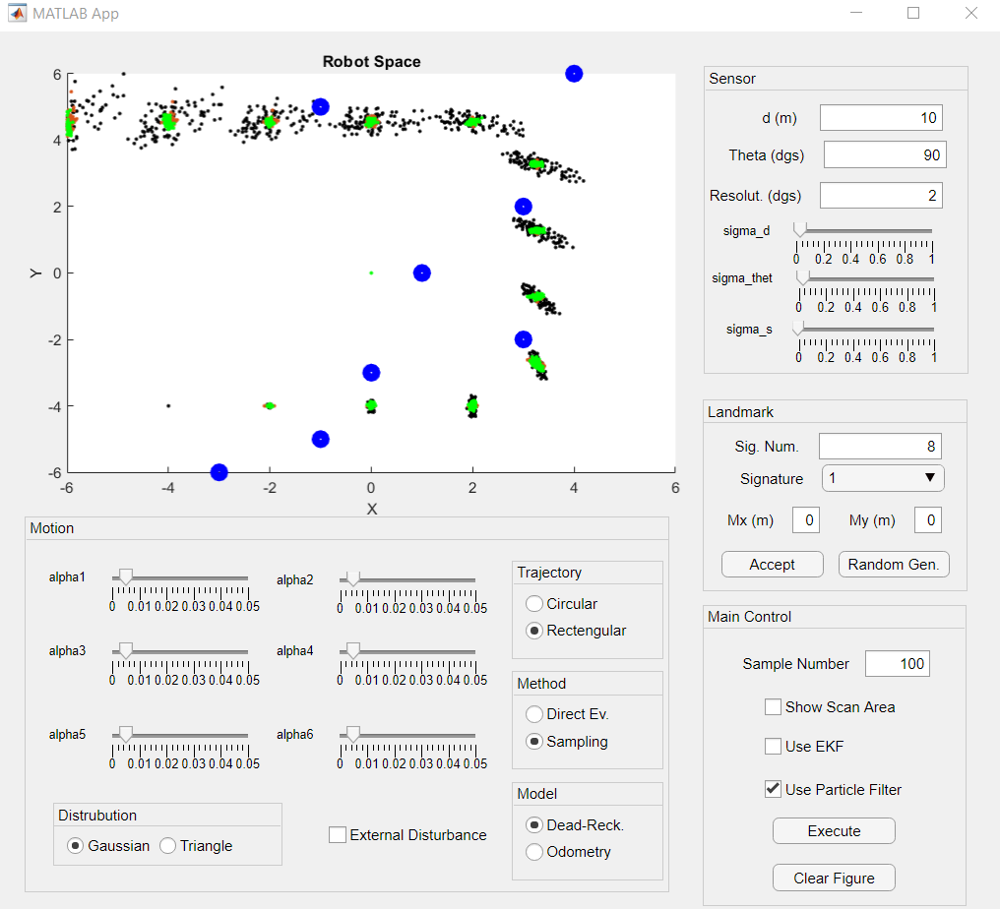 MATLAB App
Robot Space
6
4
2
0
-2
-4
-6
Y
-6 -4 -2 0 2 4 6
X
Sensor
d (m) 10
Theta (dgs) 90
Resolut. (dgs) 2
sigma_d
0 0.2 0.4 0.6 0.8 1
sigma_thet
0 0.2 0.4 0.6 0.8 1
sigma_s
0 0.2 0.4 0.6 0.8 1
Landmark
Sig. Num. 8
Signature 1
Mx (m) 0 My (m) 0
Accept Random Gen.
Motion
alpha1
0 0.01 0.02 0.03 0.04 0.05
alpha2
0 0.01 0.02 0.03 0.04 0.05
alpha3
0 0.01 0.02 0.03 0.04 0.05
alpha4
0 0.01 0.02 0.03 0.04 0.05
alpha5
0 0.01 0.02 0.03 0.04 0.05
alpha6
0 0.01 0.02 0.03 0.04 0.05
Distrubution
Gaussian Triangle
External Disturbance
Trajectory
Circular
Rectengular
Method
Direct Ev.
Sampling
Model
Dead-Reck.
Odometry
Main Control
Sample Number 100
Show Scan Area
Use EKF
Use Particle Filter
Execute
Clear Figure